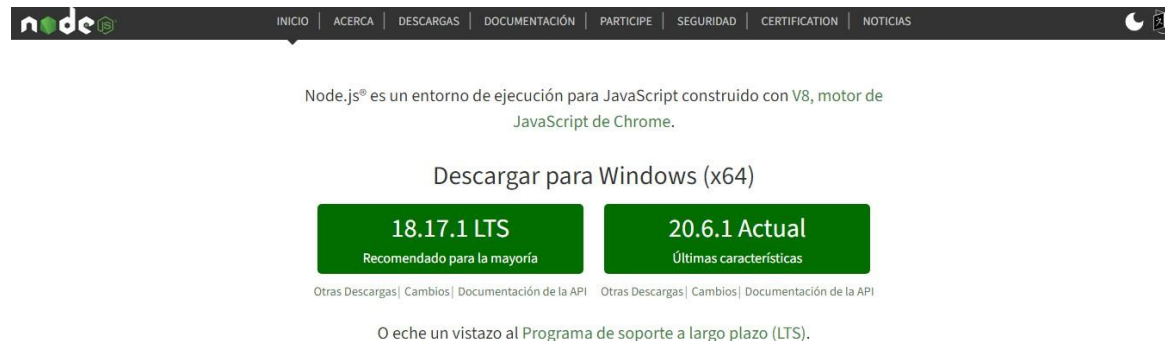 node JS
INICIO | ACERCA | DESCARGAS | DOCUMENTACIÓN | PARTICIPE | SEGURIDAD | CERTIFICATION | NOTICIAS
Node.js® es un entorno de ejecución para JavaScript construido con V8, motor de
JavaScript de Chrome.
Descargar para Windows (x64)
18.17.1 LTS
Recomendado para la mayoría
20.6.1 Actual
Últimas características
Otras Descargas| Cambios| Documentación de la API
Otras Descargas| Cambios| Documentación de la API
O eche un vistazo al Programa de soporte a largo plazo (LTS).